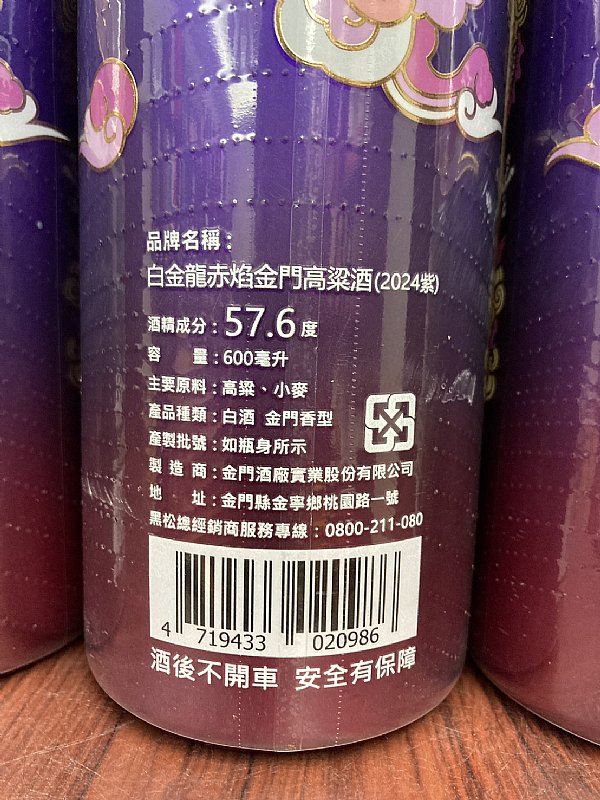 品牌名稱：
白金龍赤焰金門高粱酒(2024紫)
酒精成分：57.6度
容　　量：600毫升
主要原料：高粱、小麥
產品種類：白酒 金門香型
產製批號：如瓶身所示
製 造 商：金門酒廠實業股份有限公司
地　　址：金門縣金寧鄉桃園路一號
黑松總經銷商服務專線：0800-211-080
4 719433 020986
酒後不開車 安全有保障